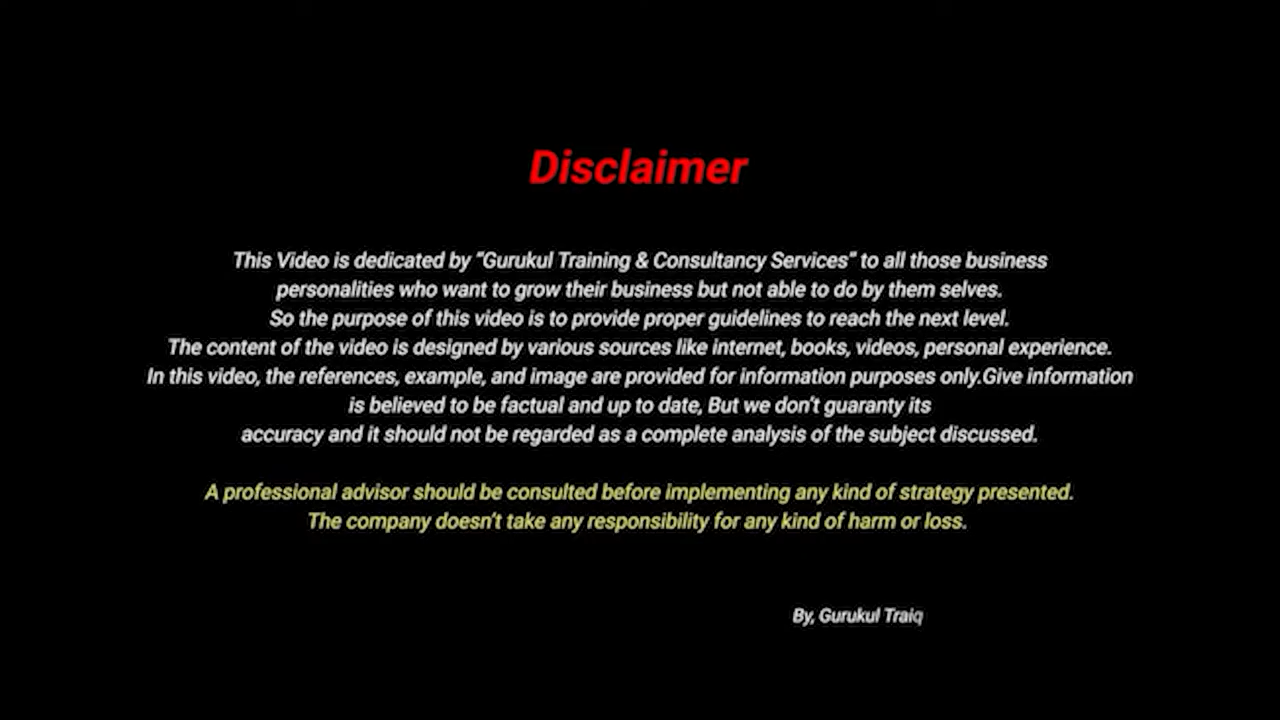 Disclaimer
This Video is dedicated by “Gurukul Training & Consultancy Services” to all those business
personalities who want to grow their business but not able to do by them selves.
So the purpose of this video is to provide proper guidelines to reach the next level.
The content of the video is designed by various sources like internet, books, videos, personal experience.
In this video, the references, example, and image are provided for information purposes only.Give information
is believed to be factual and up to date, But we don't guaranty its
accuracy and it should not be regarded as a complete analysis of the subject discussed.
A professional advisor should be consulted before implementing any kind of strategy presented.
The company doesn't take any responsibility for any kind of harm or loss.
By, Gurukul Traiq